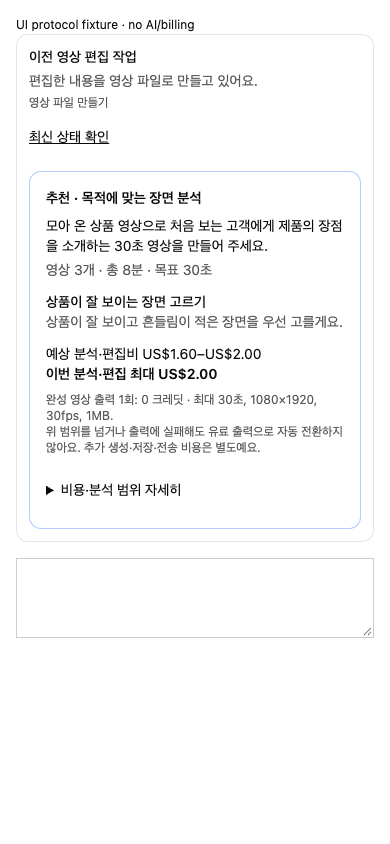 UI protocol fixture · no AI/billing
이전 영상 편집 작업
편집한 내용을 영상 파일로 만들고 있어요.
영상 파일 만들기
최신 상태 확인
추천 · 목적에 맞는 장면 분석
모아 온 상품 영상으로 처음 보는 고객에게 제품의 장점
을 소개하는 30초 영상을 만들어 주세요.
영상 3개 · 총 8분 · 목표 30초
상품이 잘 보이는 장면 고르기
상품이 잘 보이고 흔들림이 적은 장면을 우선 고를게요.
예상 분석·편집비 US$1.60–US$2.00
이번 분석·편집 최대 US$2.00
완성 영상 출력 1회: 0 크레딧 · 최대 30초, 1080×1920,
30fps, 1MB.
위 범위를 넘거나 출력에 실패해도 유료 출력으로 자동 전환하지
않아요. 추가 생성·저장·전송 비용은 별도예요.
▶ 비용·분석 범위 자세히